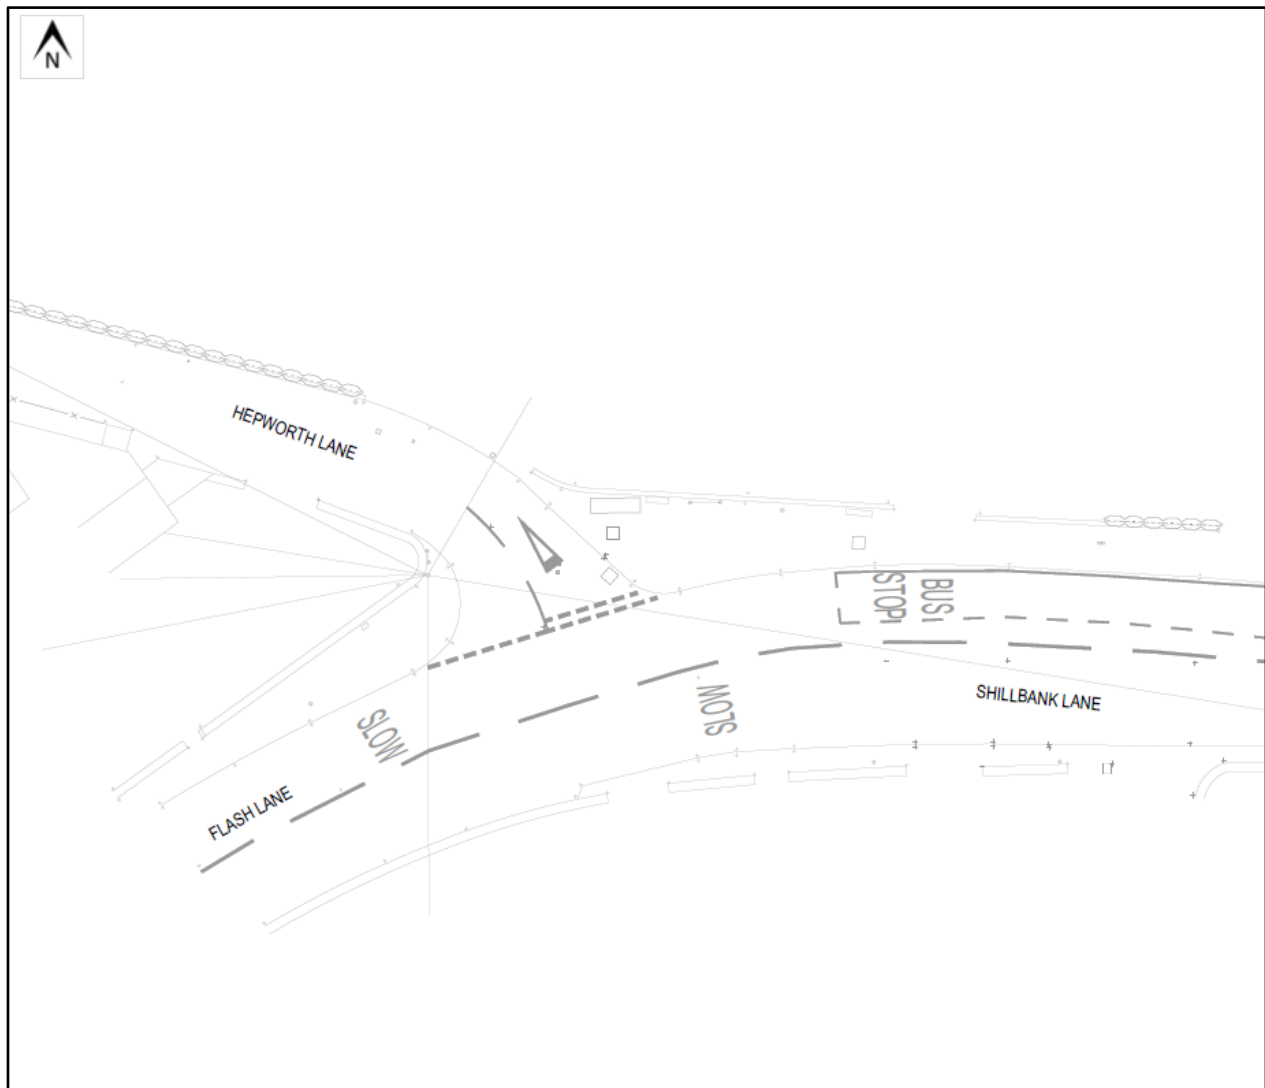 N
HEPWORTH LANE
BUS
STOP
SHILLBANK LANE
SLOW
SLOW
FLASH LANE